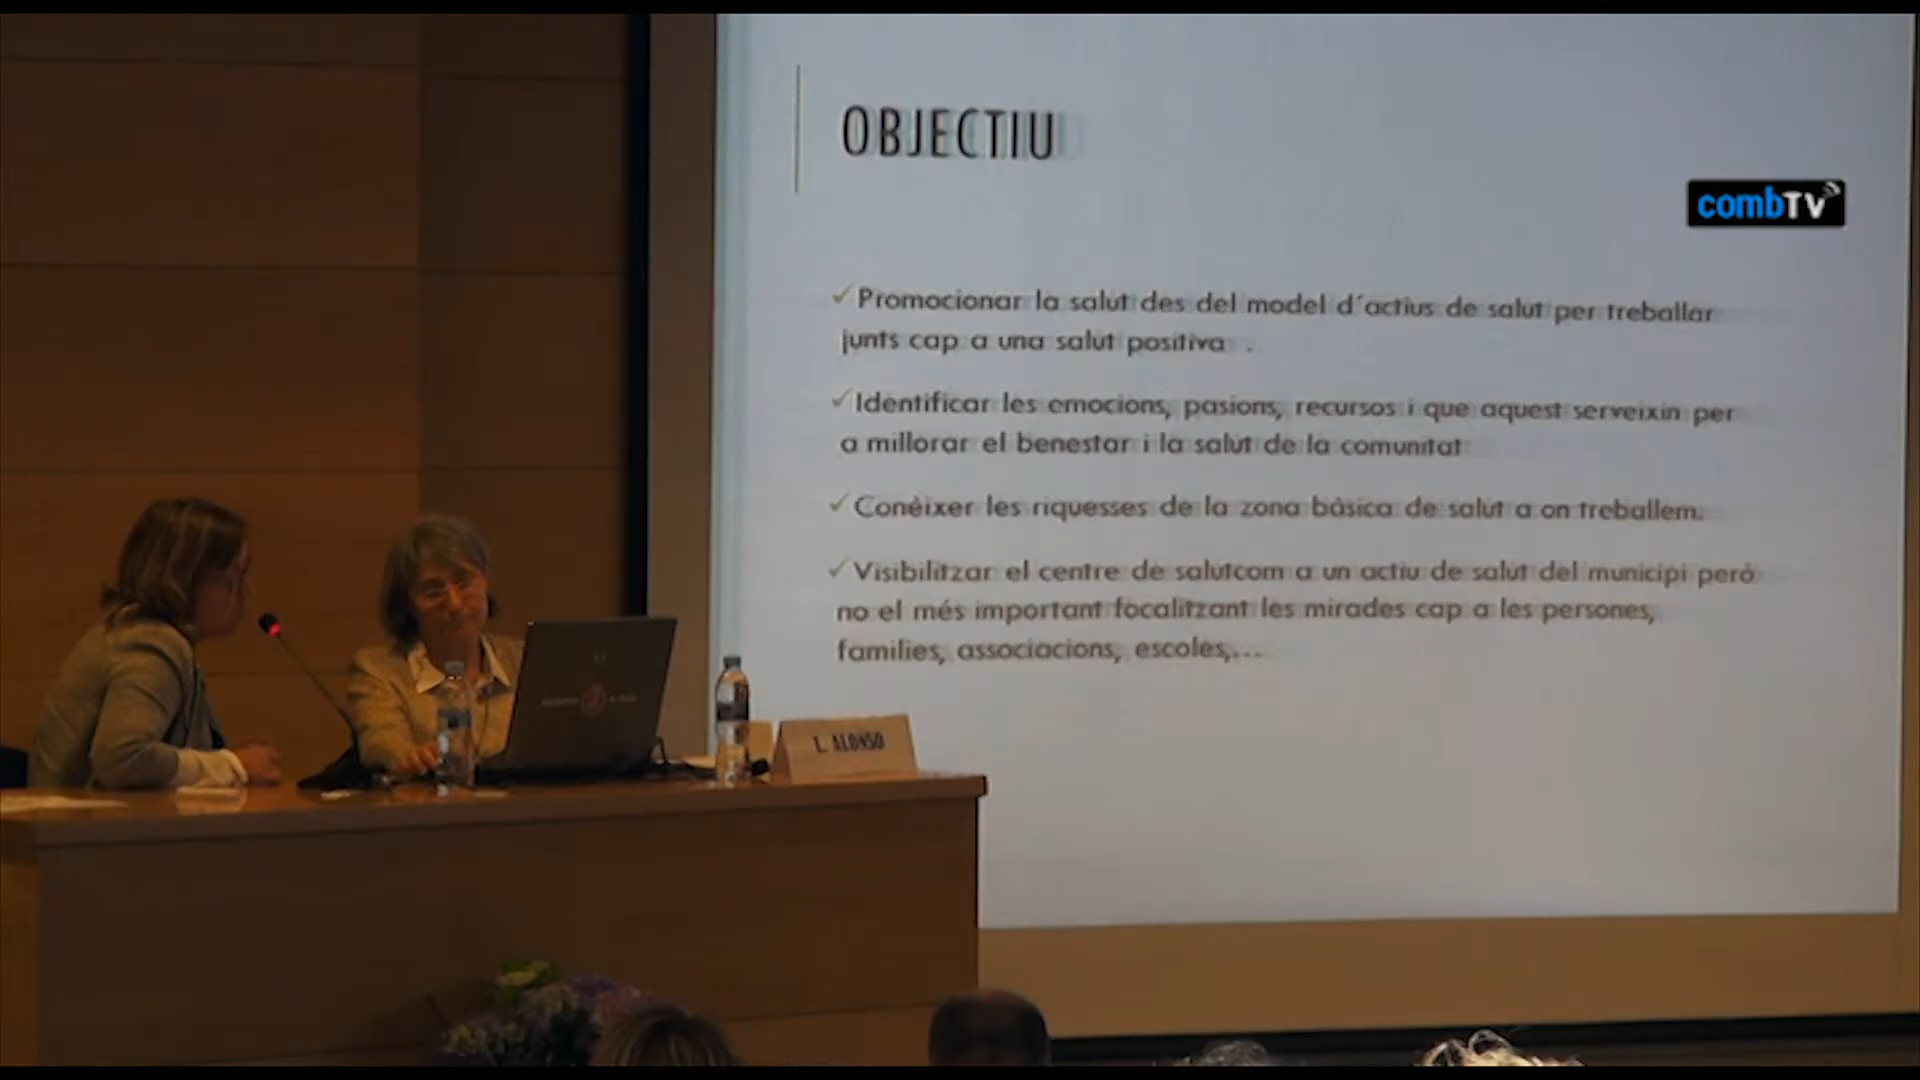 OBJECTIU
combTV
✓Promocionar la salut des del model d´actius de salut per treballar
junts cap a una salut positiva .
✓Identificar les emocions, pasions, recursos i que aquest serveixin per
a millorar el benestar i la salut de la comunitat
✓Conèixer les riquesses de la zona bàsica de salut a on treballem.
✓Visibilitzar el centre de salutcom a un actiu de salut del municipi però
no el més important focalitzant les mirades cap a les persones,
families, associacions, escoles,...
L. ALONSO